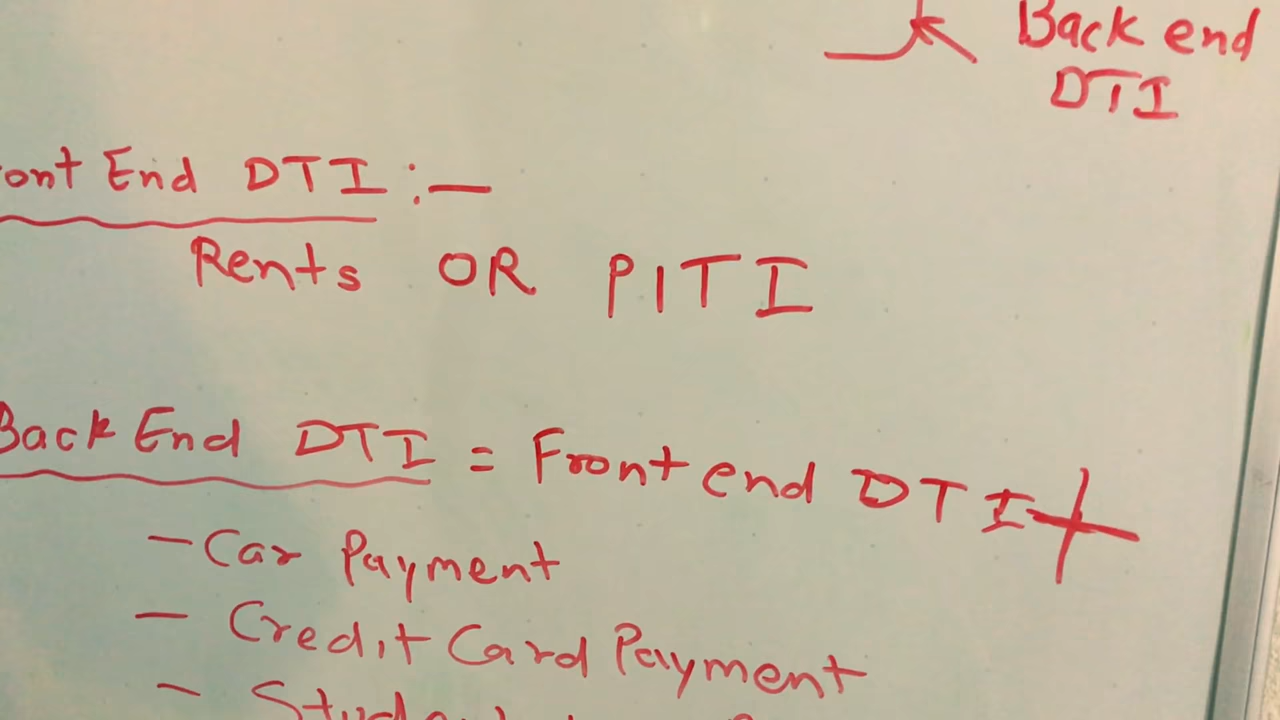 Back end
DTI
ont End DTI :-
Rents OR PITI
Back End DTI = Front end DTI +
- Car Payment
- Credit Card Payment
-